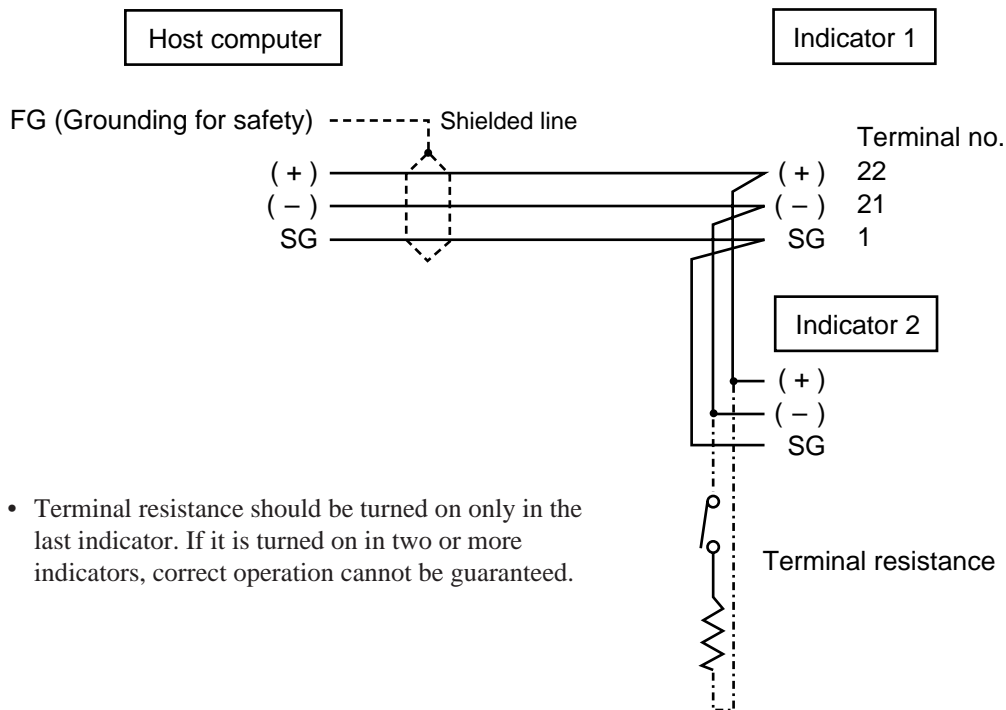 Host computer
Indicator 1
FG (Grounding for safety)
Shielded line
Terminal no.
( + )
( + )
22
( – )
( – )
21
SG
SG
1
Indicator 2
( + )
( – )
SG
• Terminal resistance should be turned on only in the
last indicator. If it is turned on in two or more
indicators, correct operation cannot be guaranteed.
Terminal resistance